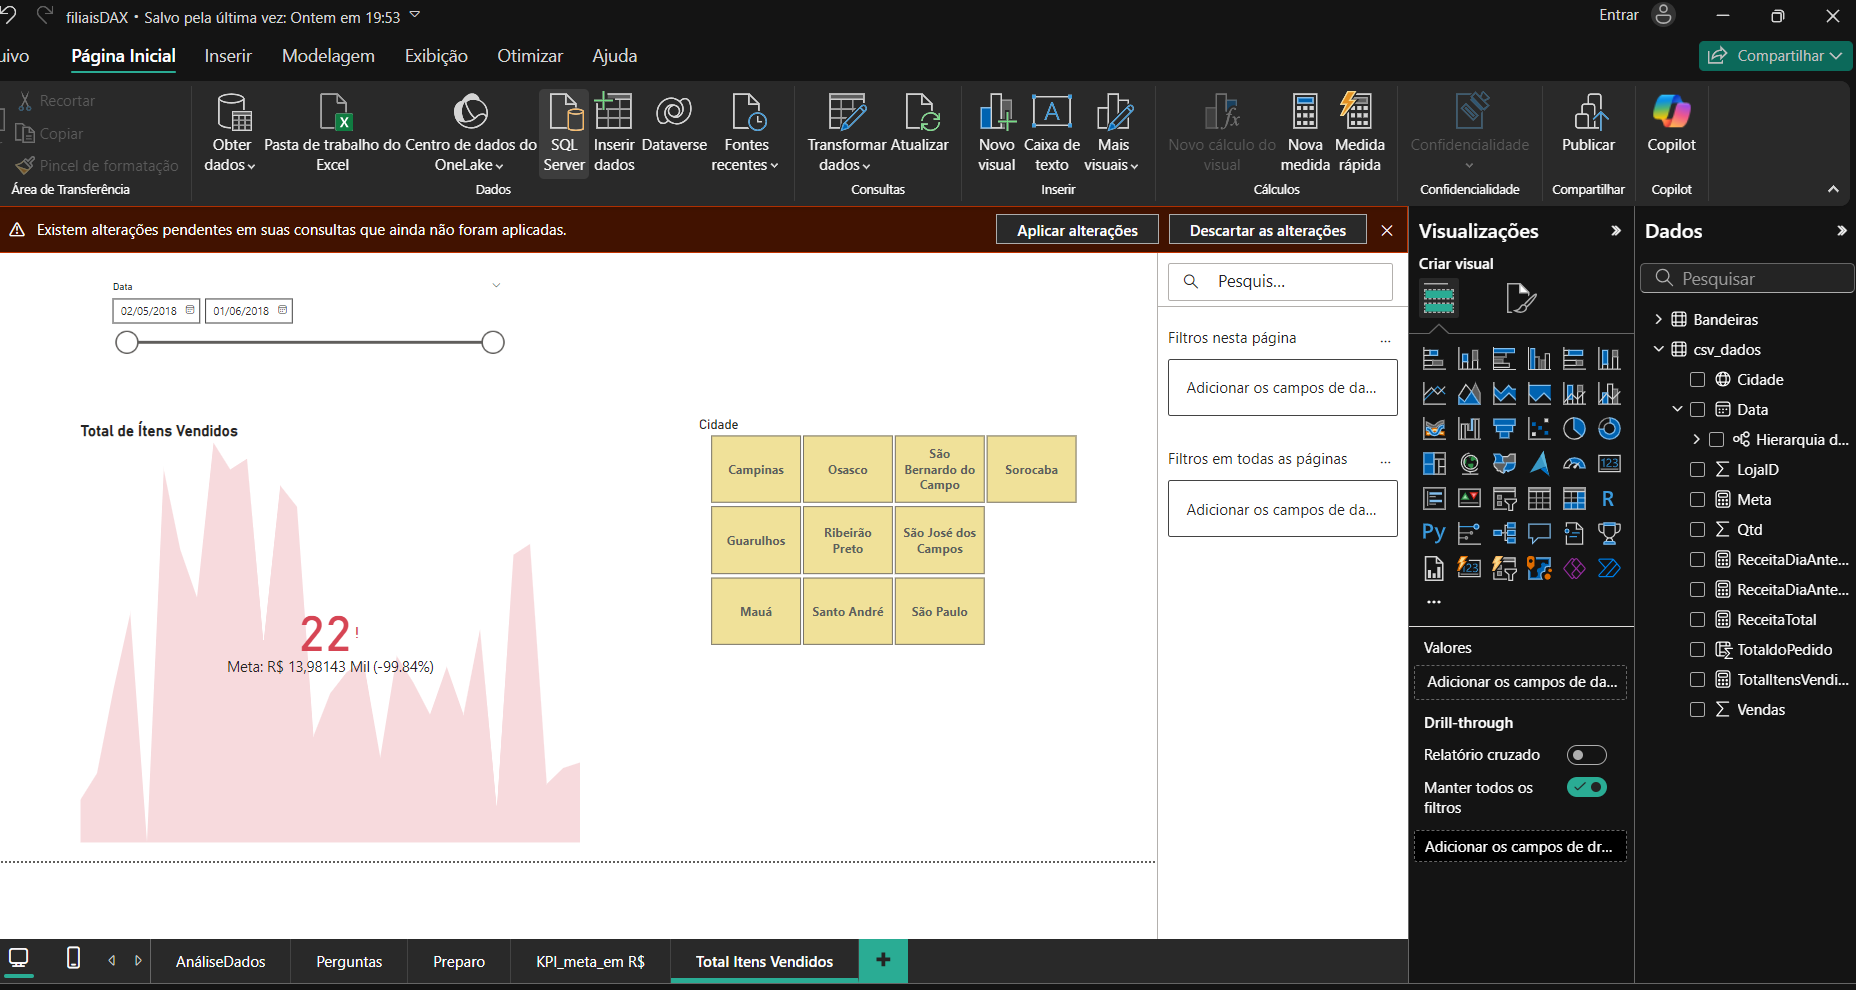 filiaisDAX • Salvo pela última vez: Ontem em 19:53
Entrar
uivo
Página Inicial
Inserir
Modelagem
Exibição
Otimizar
Ajuda
Compartilhar
Recortar
Copiar
Pincel de formatação
Área de Transferência
Obter
dados
Pasta de trabalho do
Excel
Centro de dados do
OneLake
SQL
Server
Inserir
dados
Dataverse
Fontes
recentes
Dados
Transformar
dados
Atualizar
Consultas
Novo
visual
Caixa de
texto
Mais
visuais
Inserir
Novo cálculo do
visual
Nova
medida
Medida
rápida
Cálculos
Confidencialidade
Confidencialidade
Publicar
Compartilhar
Copilot
Copilot
Existem alterações pendentes em suas consultas que ainda não foram aplicadas.
Aplicar alterações
Descartar as alterações
Data
02/05/2018
01/06/2018
Total de Ítens Vendidos
22!
Meta: R$ 13,98143 Mil (-99.84%)
Cidade
Campinas
Osasco
São
Bernardo do
Campo
Sorocaba
Guarulhos
Ribeirão
Preto
São José dos
Campos
Mauá
Santo André
São Paulo
Pesquis...
Filtros nesta página
...
Adicionar os campos de da...
Filtros em todas as páginas
...
Adicionar os campos de da...
Visualizações
Criar visual
123
R
Py
123
...
Valores
Adicionar os campos de da...
Drill-through
Relatório cruzado
Manter todos os
filtros
Adicionar os campos de dr...
Dados
Pesquisar
Bandeiras
csv_dados
Cidade
Data
Hierarquia d...
LojaID
Meta
Qtd
ReceitaDiaAnte...
ReceitaDiaAnte...
ReceitaTotal
TotaldoPedido
TotalItensVendi...
Vendas
AnáliseDados
Perguntas
Preparo
KPI_meta_em R$
Total Itens Vendidos
+